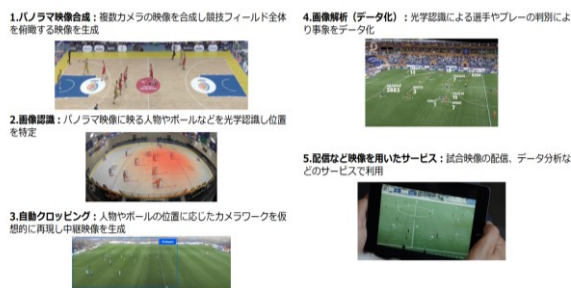 1.パノラマ映像合成：複数カメラの映像を合成し競技フィールド全体
を俯瞰する映像を生成
2.画像認識：パノラマ映像に映る人物やボールなどを光学認識し位置
を特定
3.自動クロッピング：人物やボールの位置に応じたカメラワークを仮
想的に再現し中継映像を生成
4.画像解析（データ化）：光学認識による選手やプレーの判別によ
り事象をデータ化
5.配信など映像を用いたサービス：試合映像の配信、データ分析な
どのサービスで利用